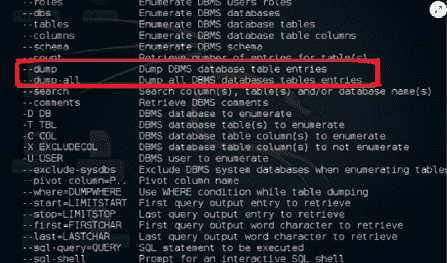 --roles Enumerate DBMS users roles
--dbs Enumerate DBMS databases
--tables Enumerate DBMS database tables
--columns Enumerate DBMS database table columns
--schema Enumerate DBMS schema
--count Retrieve number of entries for table(s)
--dump Dump DBMS database table entries
--dump-all Dump all DBMS databases tables entries
--search Search column(s), table(s) and/or database name(s)
--comments Retrieve DBMS comments
-D DB DBMS database to enumerate
-T TBL DBMS database table(s) to enumerate
-C COL DBMS database table column(s) to enumerate
-X EXCLUDECOL DBMS database table column(s) to not enumerate
-U USER DBMS user to enumerate
--exclude-sysdbs Exclude DBMS system databases when enumerating tables
--pivot-column=P.. Pivot column name
--where=DUMPWHERE Use WHERE condition while table dumping
--start=LIMITSTART First query output entry to retrieve
--stop=LIMITSTOP Last query output entry to retrieve
--first=FIRSTCHAR First query output word character to retrieve
--last=LASTCHAR Last query output word character to retrieve
--sql-query=QUERY SQL statement to be executed
--sql-shell Prompt for an interactive SQL shell